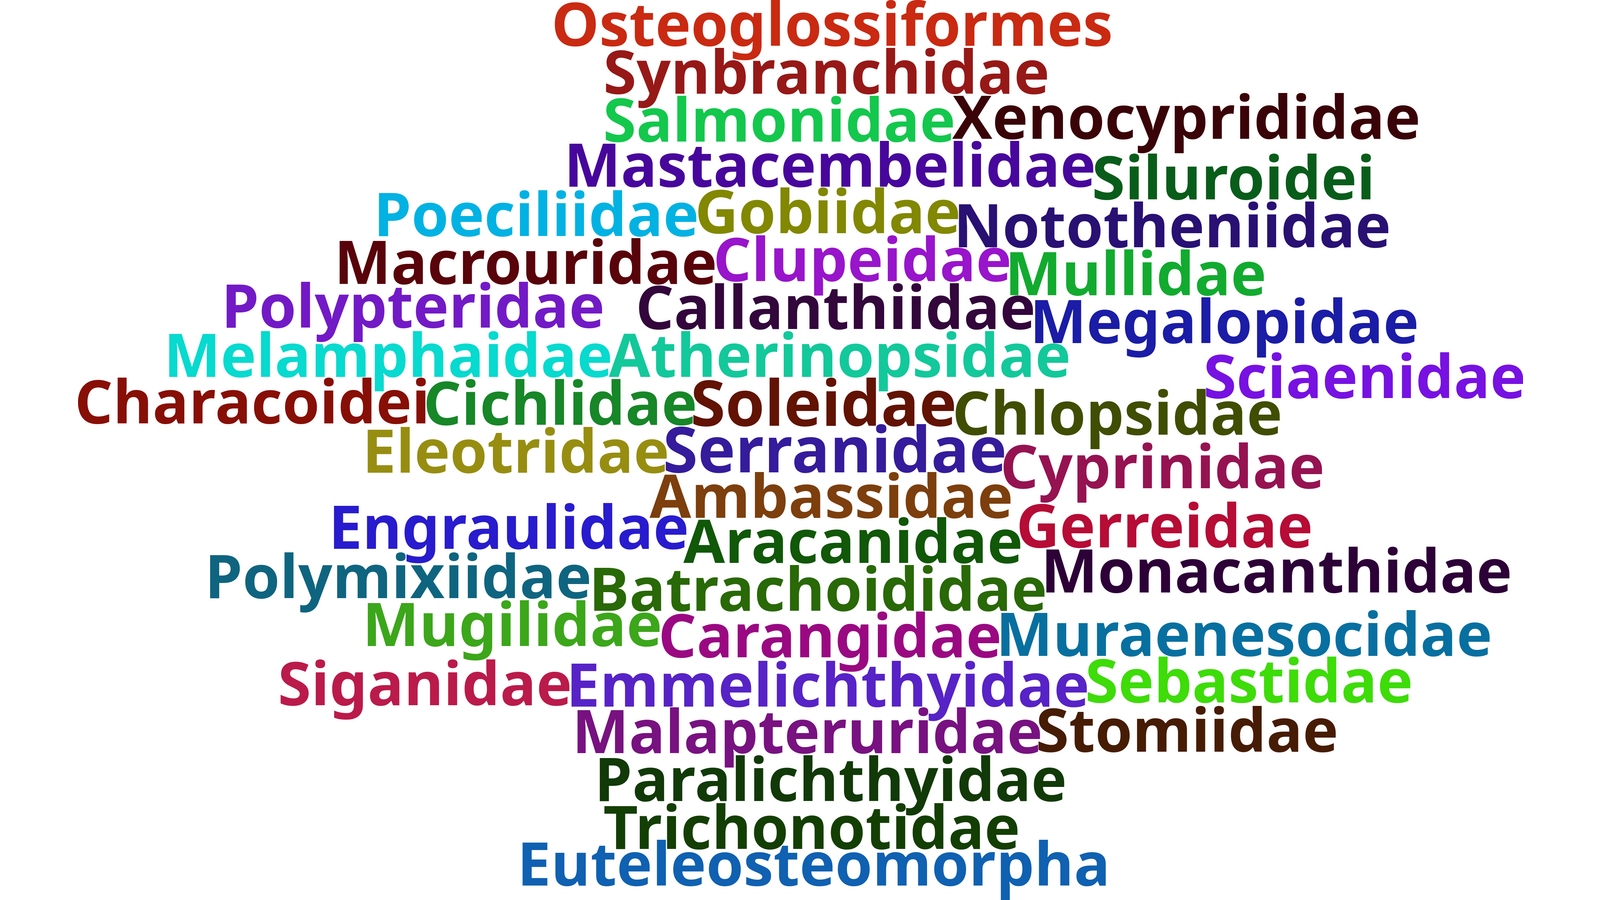 Osteoglossiformes
Synbranchidae
Salmonidae Xenocyprididae
Mastacembelidae Siluroidei
Poeciliidae Gobiidae Nototheniidae
Macrouridae Clupeidae Mullidae
Polypteridae Callanthiidae Megalopidae
Melamphaidae Atherinopsidae Sciaenidae
Characoidei Cichlidae Soleidae Chlopsidae
Eleotridae Serranidae Cyprinidae
Ambassidae
Engraulidae Aracanidae Gerreidae
Polymixiidae Batrachoididae Monacanthidae
Mugilidae Carangidae Muraenesocidae
Siganidae Emmelichthyidae Sebastidae
Malapteruridae Stomiidae
Paralichthyidae
Trichonotidae
Euteleosteomorpha